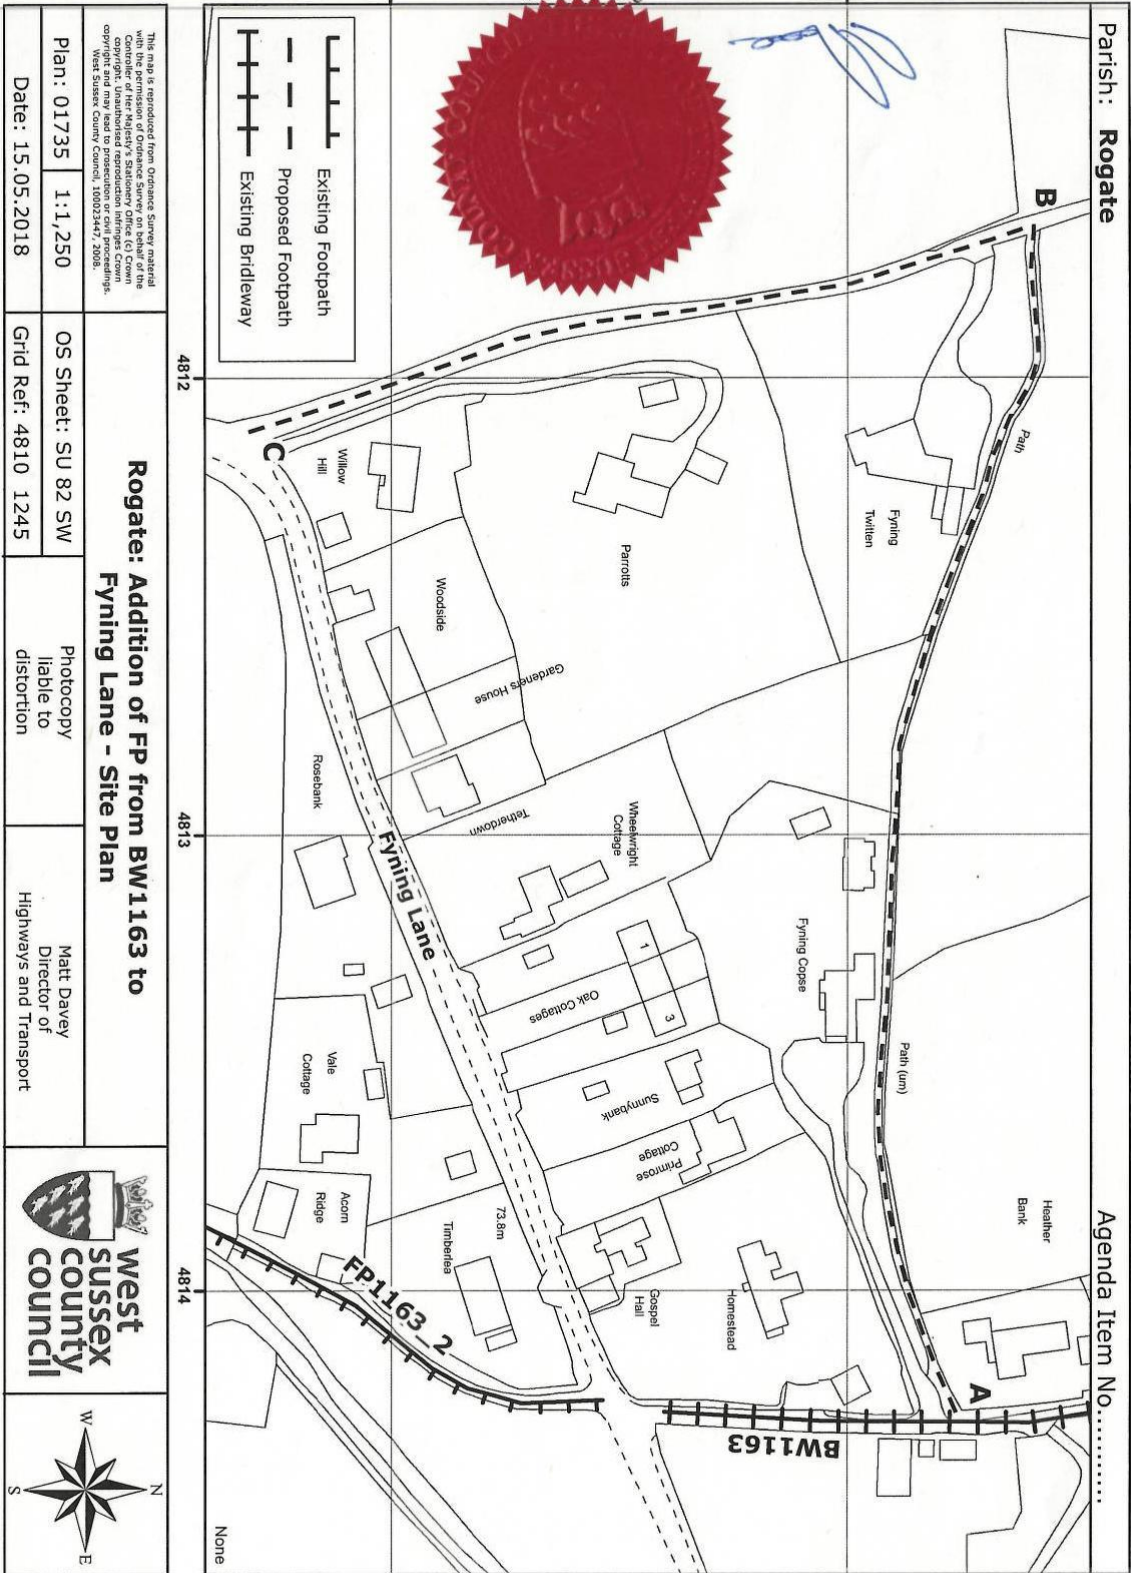 Parish: Rogate
Agenda Item No............
B
Path
Fyning
Twitten
Path (um)
Heather
Bank
A
Parrotts
Fyning Copse
Homestead
BW1163
Willow
Hill
Woodside
Gardeners House
Tetherdown
Wheelwright
Cottage
1
3
Oak Cottages
Sunnybank
Primrose
Cottage
Gospel
Hall
C
Fyning Lane
73.8m
Rosebank
Vale
Cottage
Acorn
Ridge
Timberlea
FP1163_2
None
Existing Footpath
Proposed Footpath
Existing Bridleway
4812
4813
4814
This map is reproduced from Ordnance Survey material
with the permission of Ordnance Survey on behalf of the
Controller of Her Majesty's Stationery Office (c) Crown
copyright. Unauthorised reproduction infringes Crown
copyright and may lead to prosecution or civil proceedings.
West Sussex County Council, 100023447, 2008.
Rogate: Addition of FP from BW1163 to
Fyning Lane - Site Plan
Plan: 01735
1:1,250
OS Sheet: SU 82 SW
Date: 15.05.2018
Grid Ref: 4810 1245
Photocopy
liable to
distortion
Matt Davey
Director of
Highways and Transport
west
sussex
county
council
N
W
E
S